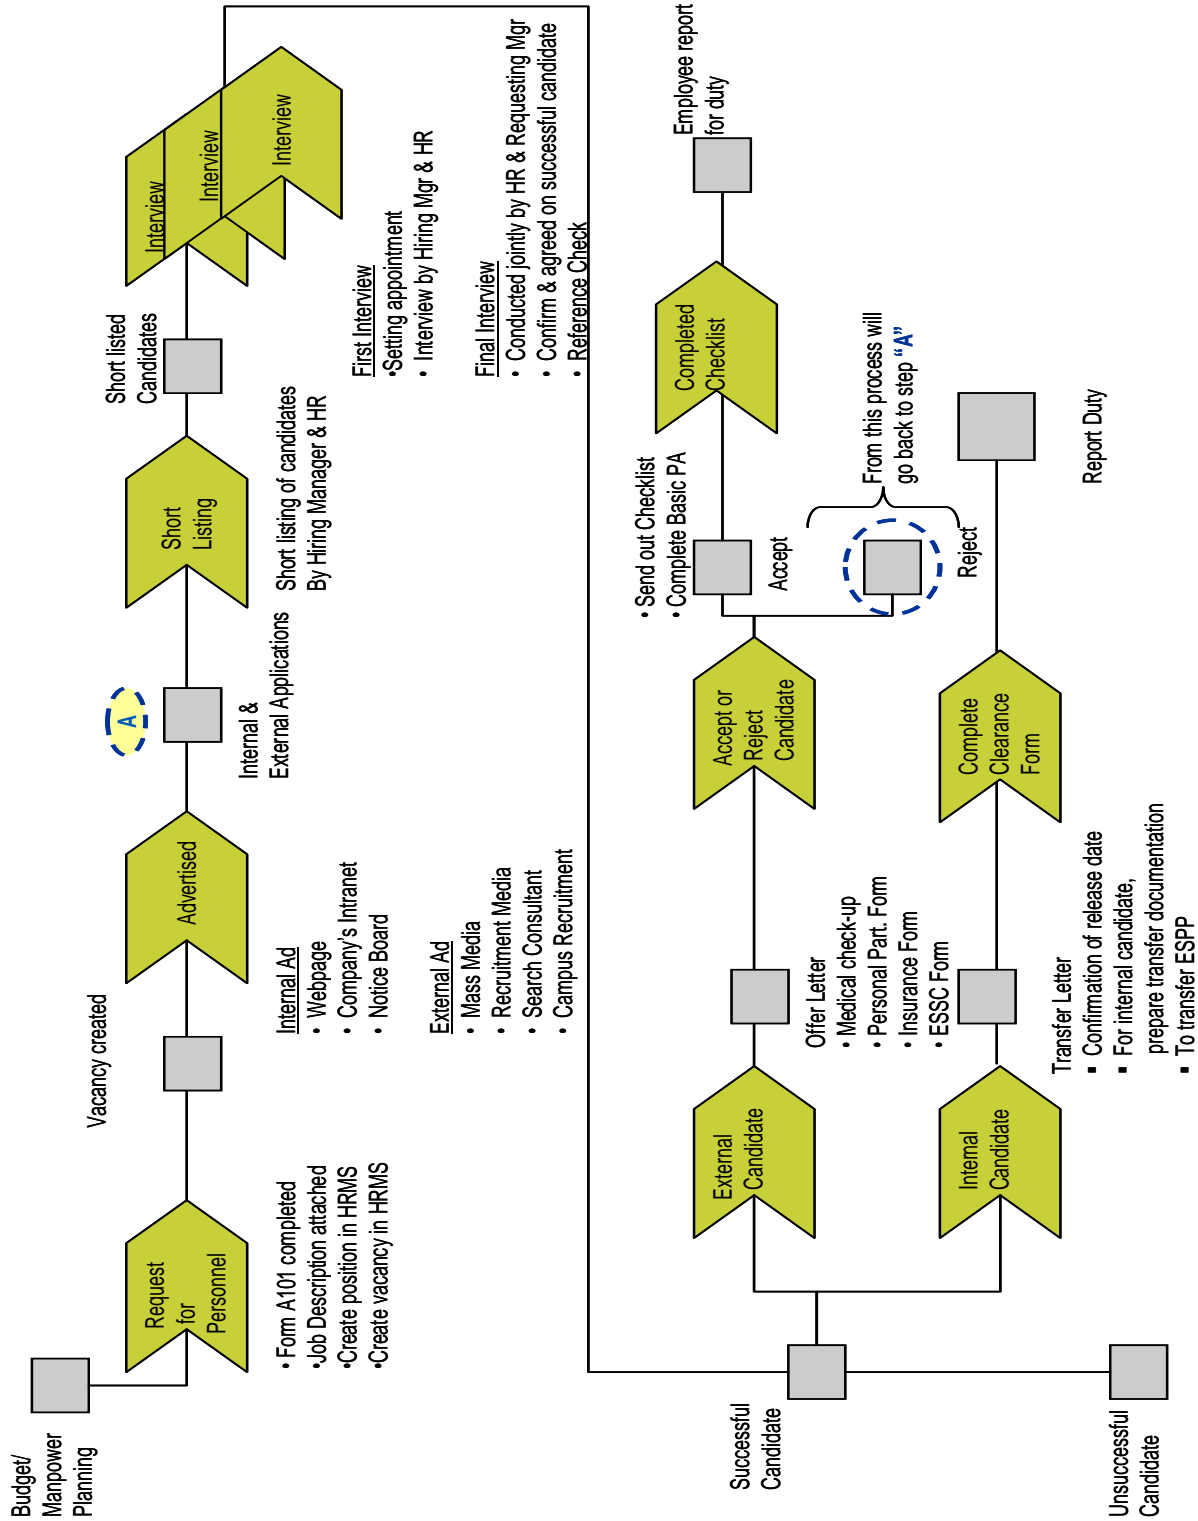 Budget/
Manpower
Planning
Request
for
Personnel
• Form A101 completed
•Job Description attached
•Create position in HRMS
•Create vacancy in HRMS
Vacancy created
Advertised
Internal Ad
• Webpage
• Company's Intranet
• Notice Board
External Ad
• Mass Media
• Recruitment Media
• Search Consultant
• Campus Recruitment
A
Internal &
External Applications
Short
Listing
Short listing of candidates
By Hiring Manager & HR
Short listed
Candidates
Interview
Interview
Interview
First Interview
•Setting appointment
• Interview by Hiring Mgr & HR
Final Interview
• Conducted jointly by HR & Requesting Mgr
• Confirm & agreed on successful candidate
• Reference Check
Successful
Candidate
Unsuccessful
Candidate
External
Candidate
Offer Letter
• Medical check-up
• Personal Part. Form
• Insurance Form
• ESSC Form
Accept or
Reject
Candidate
• Send out Checklist
• Complete Basic PA
Accept
Reject
From this process will
go back to step “A”
Completed
Checklist
Employee report
for duty
Internal
Candidate
Transfer Letter
▪ Confirmation of release date
▪ For internal candidate,
prepare transfer documentation
▪ To transfer ESPP
Complete
Clearance
Form
Report Duty